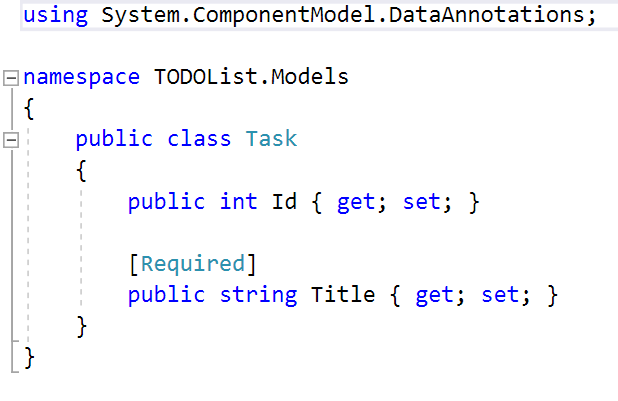 using System.ComponentModel.DataAnnotations;
namespace TODOList.Models
{
public class Task
{
public int Id { get; set; }
[Required]
public string Title { get; set; }
}
}